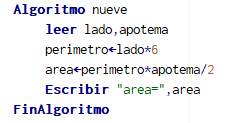 Algoritmo nueve
leer lado,apotema
perimetro←lado*6
area←perimetro*apotema/2
Escribir "area=",area
FinAlgoritmo